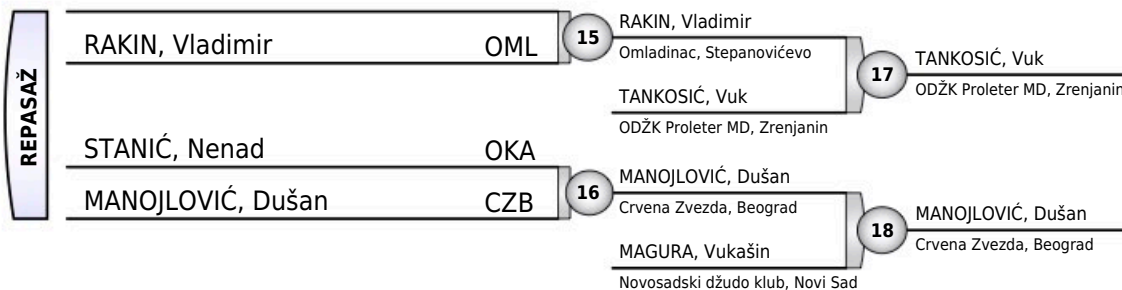 REPASAŽ
RAKIN, Vladimir OML
15
RAKIN, Vladimir
Omladinac, Stepanovićevo
TANKOSIĆ, Vuk
ODŽK Proleter MD, Zrenjanin
17
TANKOSIĆ, Vuk
ODŽK Proleter MD, Zrenjanin
STANIĆ, Nenad OKA
MANOJLOVIĆ, Dušan CZB
16
MANOJLOVIĆ, Dušan
Crvena Zvezda, Beograd
MAGURA, Vukašin
Novosadski džudo klub, Novi Sad
18
MANOJLOVIĆ, Dušan
Crvena Zvezda, Beograd